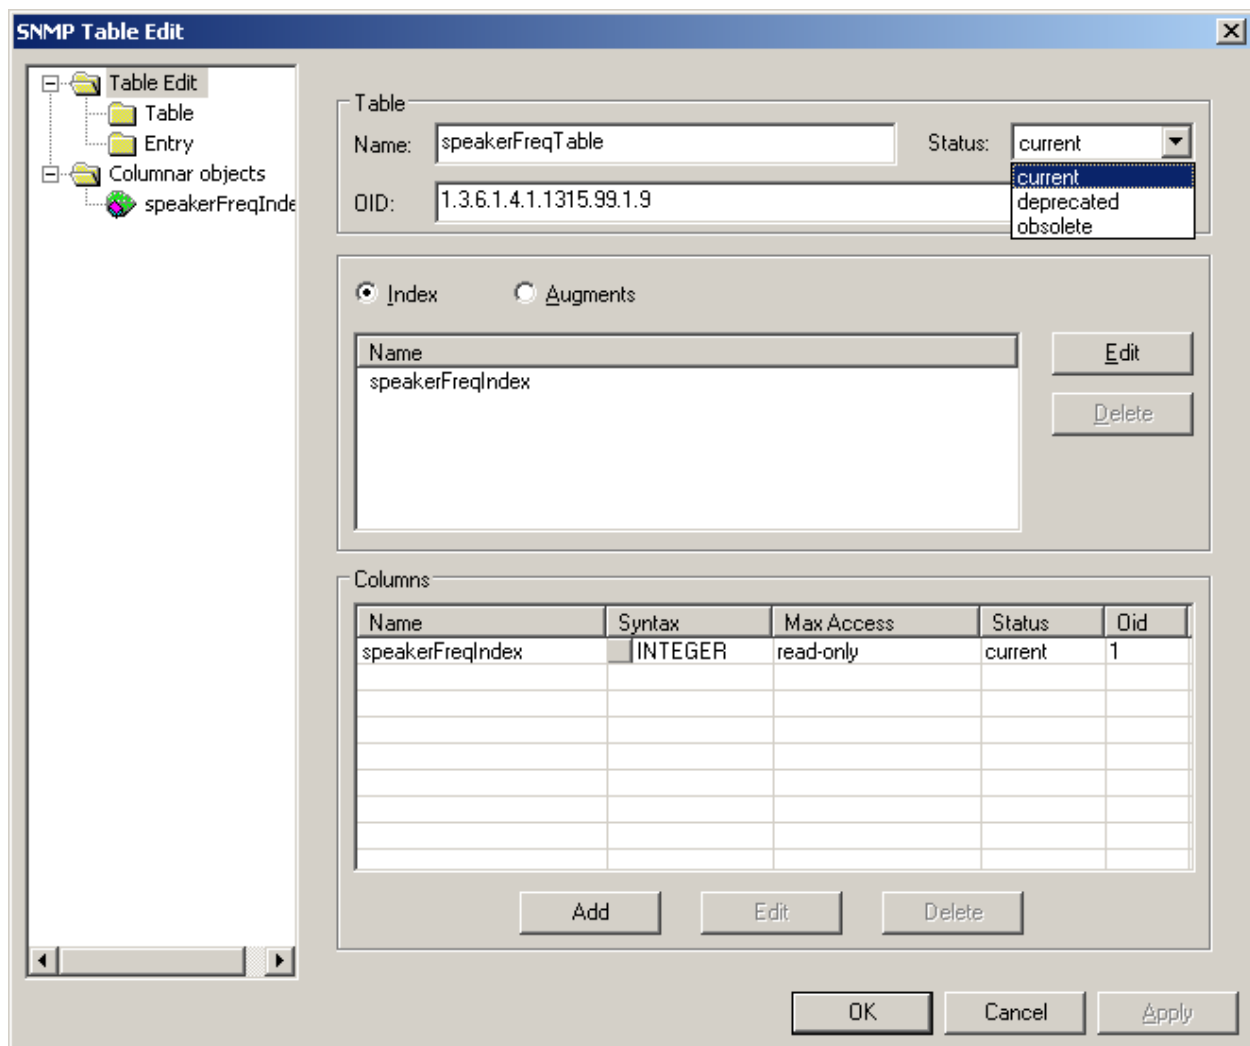 SNMP Table Edit
Table Edit
Table
Entry
Columnar objects
speakerFreqInde
Table
Name: speakerFreqTable Status: current
current
deprecated
obsolete
OID: 1.3.6.1.4.1.1315.99.1.9
Index Augments
Name
speakerFreqIndex
Edit
Delete
Columns
Name Syntax Max Access Status Oid
speakerFreqIndex INTEGER read-only current 1
Add Edit Delete
OK Cancel Apply